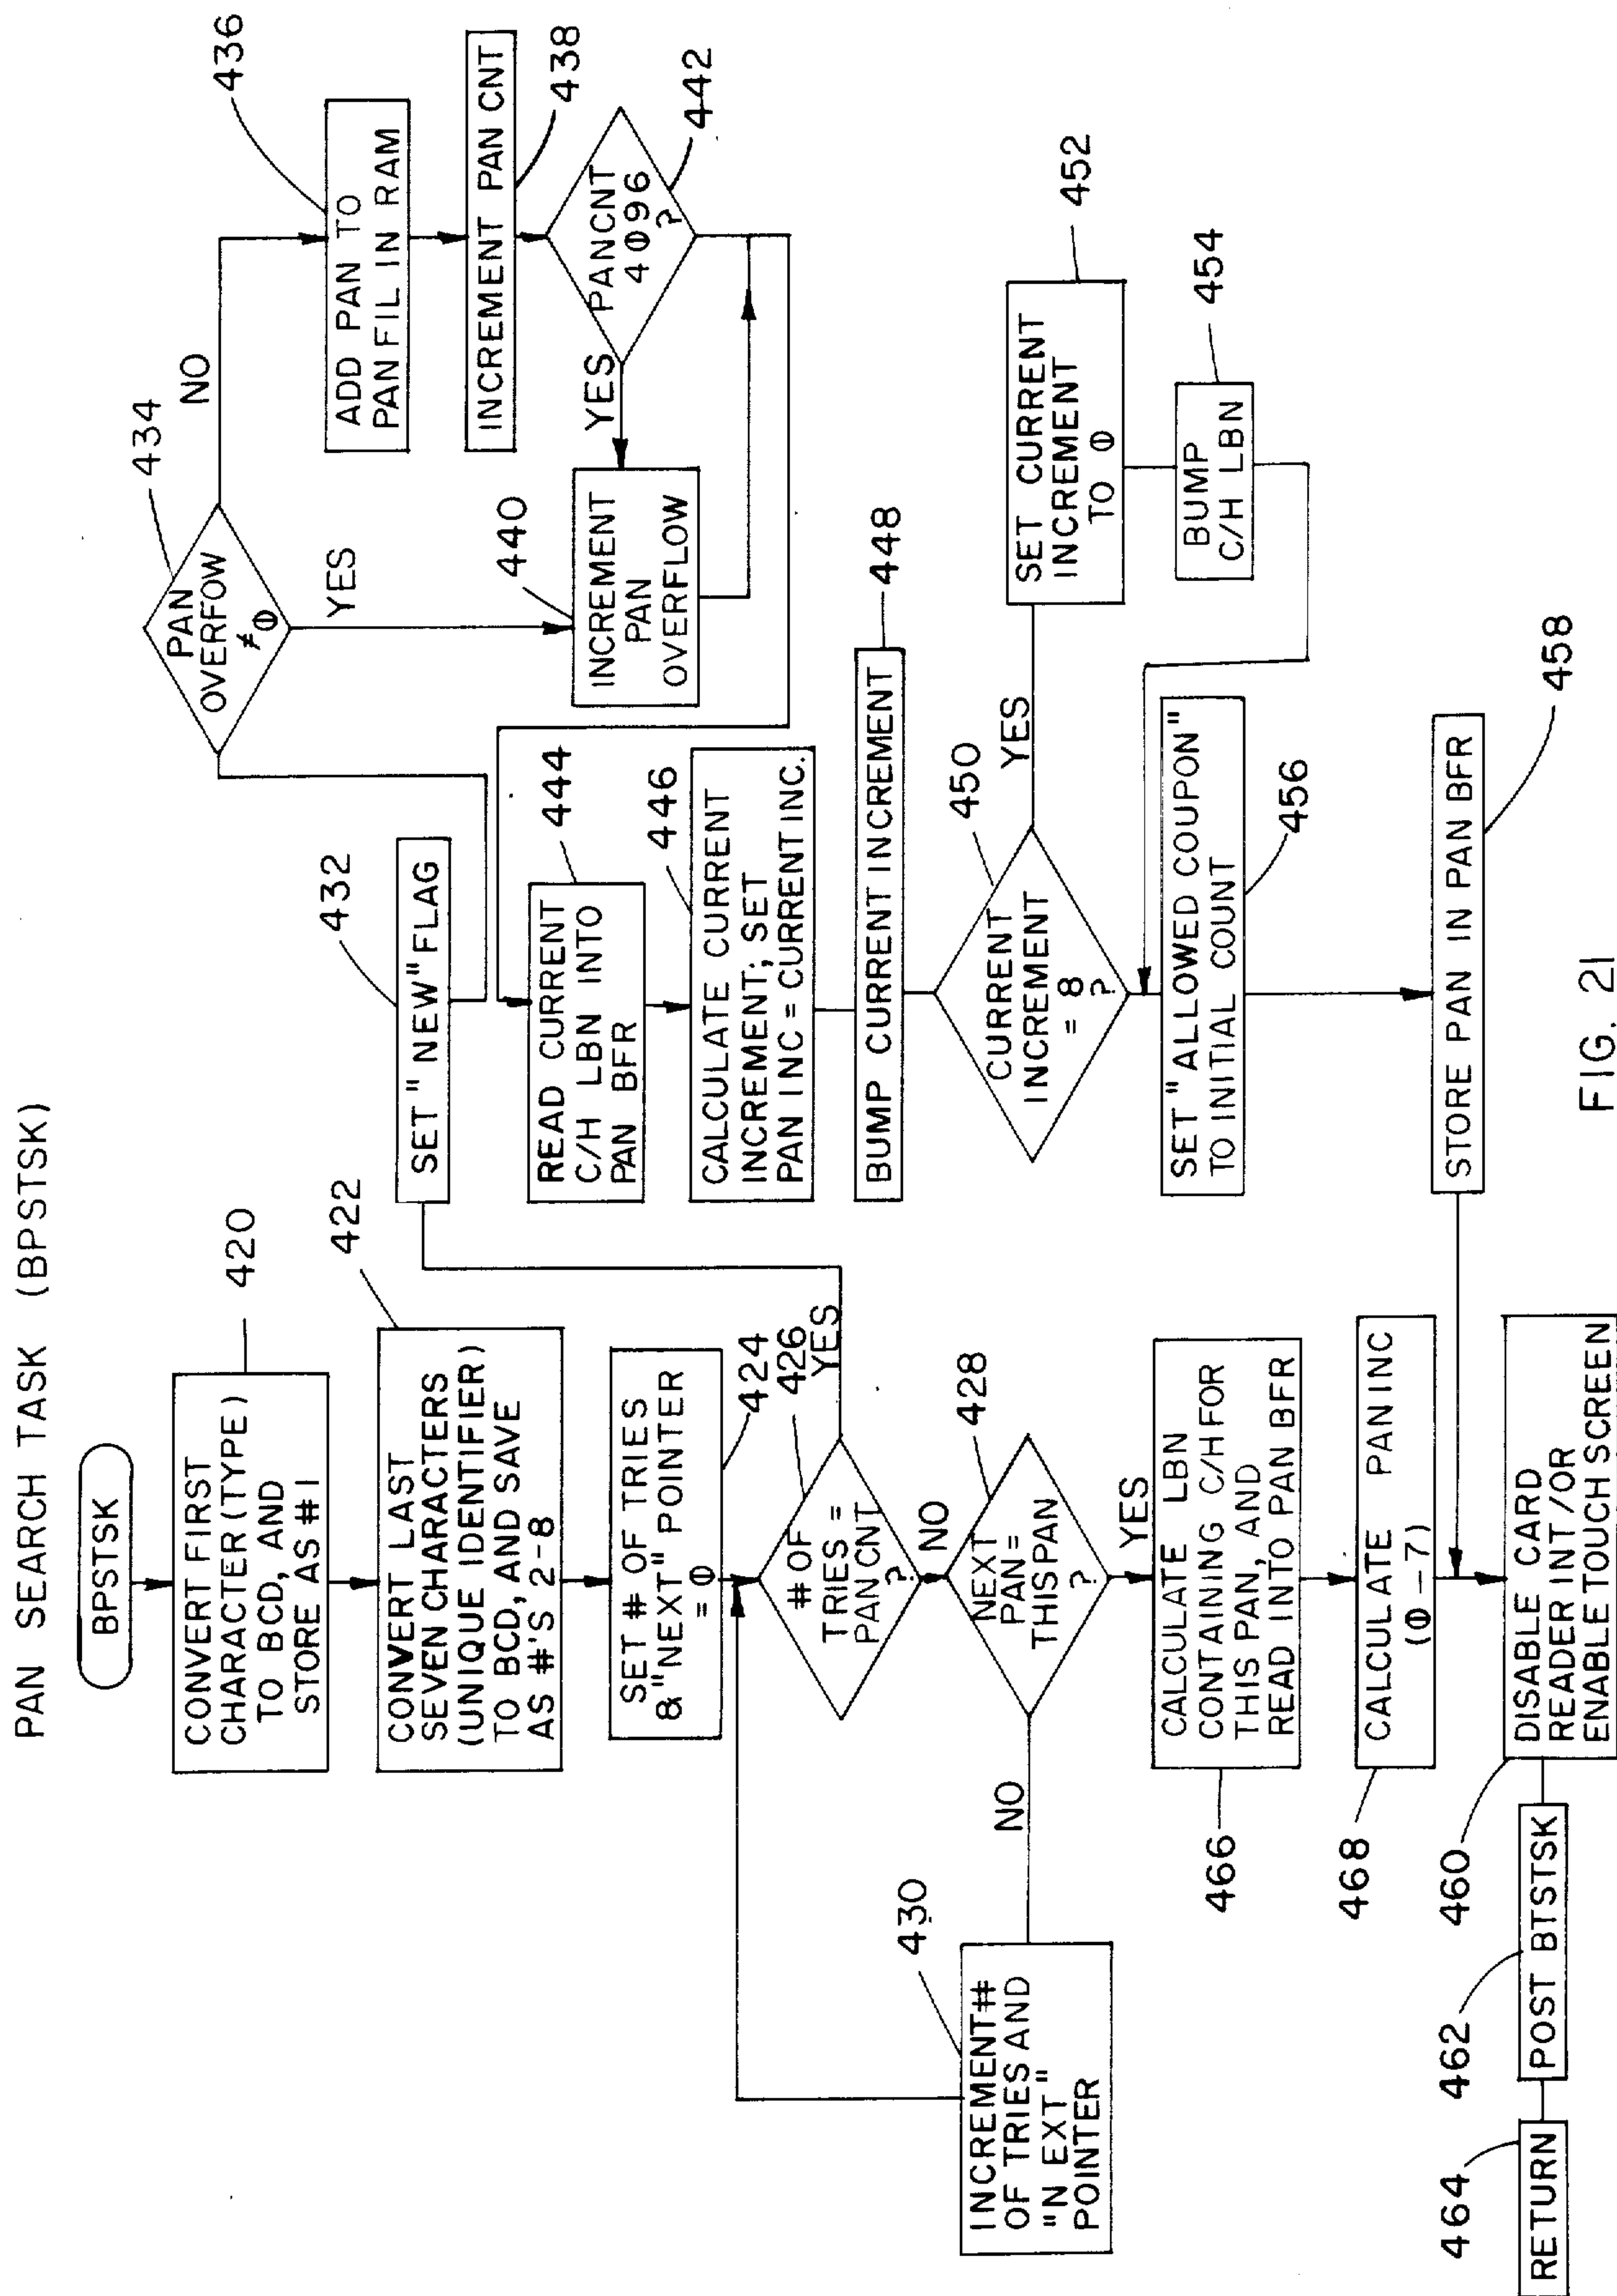 PAN SEARCH TASK (BPSTSK)
BPSTSK
CONVERT FIRST
CHARACTER (TYPE)
TO BCD, AND
STORE AS #1
420
CONVERT LAST
SEVEN CHARACTERS
(UNIQUE IDENTIFIER)
TO BCD, AND SAVE
AS #'S 2-8
422
SET # OF TRIES
& "NEXT" POINTER
= 0
424
# OF
TRIES =
PANCNT
?
426
YES
NO
NEXT
PAN=
THISPAN
?
428
NO
YES
INCREMENT#
OF TRIES AND
"N EXT"
POINTER
430
CALCULATE LBN
CONTAINING C/H FOR
THIS PAN, AND
READ INTO PAN BFR
466
CALCULATE PANINC
(0-7)
468
DISABLE CARD
READER INT/OR
ENABLE TOUCH SCREEN
460
POST BTSTSK
462
RETURN
464
SET "NEW" FLAG
432
PAN
OVERFOW
≠ 0
434
NO
YES
ADD PAN TO
PANFIL IN RAM
436
INCREMENT PAN CNT
438
PANCNT
4096
?
442
YES
INCREMENT
PAN
OVERFLOW
440
READ CURRENT
C/H LBN INTO
PAN BFR
444
CALCULATE CURRENT
INCREMENT; SET
PAN INC = CURRENT INC.
446
BUMP CURRENT INCREMENT
448
CURRENT
INCREMENT
= 8
?
450
YES
SET CURRENT
INCREMENT
TO 0
452
BUMP
C/H LBN
454
SET "ALLOWED COUPON"
TO INITIAL COUNT
456
STORE PAN IN PAN BFR
458
FIG. 21